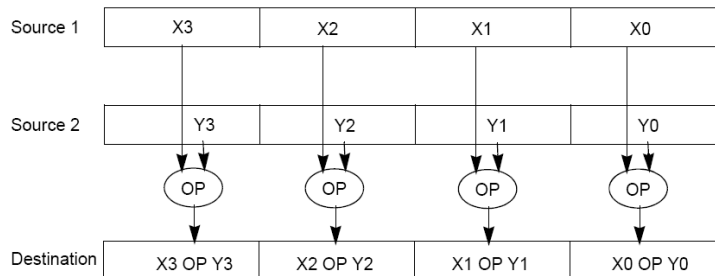 Source 1 X3 X2 X1 X0
Source 2 Y3 Y2 Y1 Y0
OP OP OP OP
Destination X3 OP Y3 X2 OP Y2 X1 OP Y1 X0 OP Y0